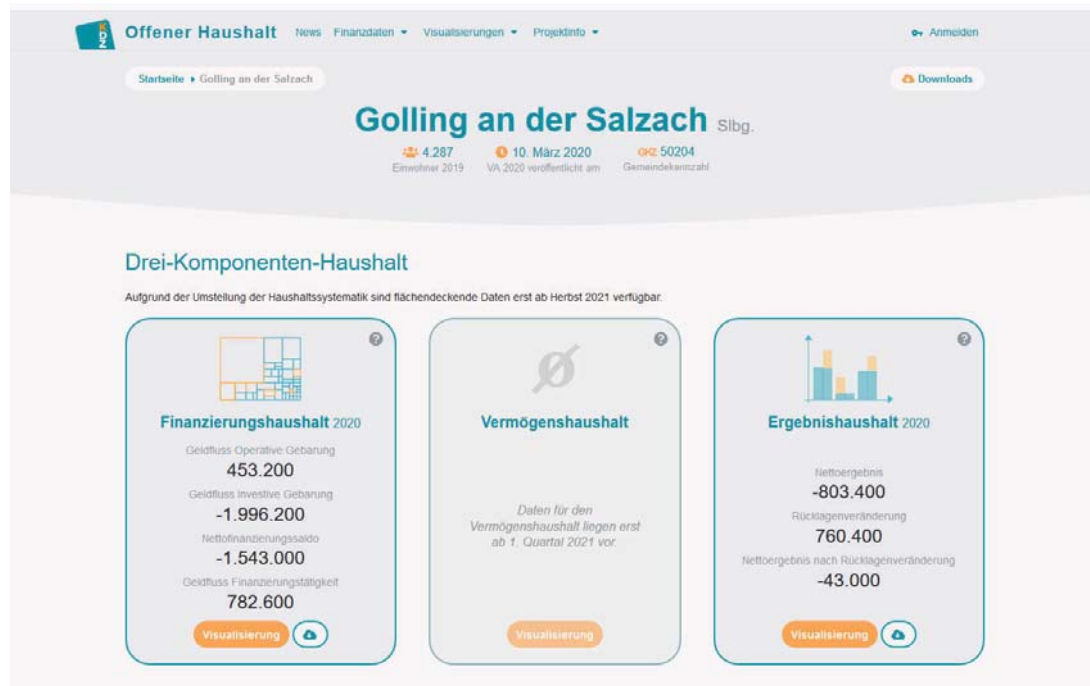 KDZ
Offener Haushalt News Finanzdaten Visualisierungen Projektinfo Anmelden
Startseite Golling an der Salzach Downloads
Golling an der Salzach Slbg.
4.287 10. März 2020 GKZ 50204
Einwohner 2019 VA 2020 veröffentlicht am Gemeindekennzahl
Drei-Komponenten-Haushalt
Aufgrund der Umstellung der Haushaltssystematik sind flächendeckende Daten erst ab Herbst 2021 verfügbar.
Finanzierungshaushalt 2020
Geldfluss Operative Gebarung
453.200
Geldfluss Investive Gebarung
-1.996.200
Nettofinanzierungssaldo
-1.543.000
Geldfluss Finanzierungstätigkeit
782.600
Visualisierung
Vermögenshaushalt
Daten für den
Vermögenshaushalt liegen erst
ab 1. Quartal 2021 vor.
Visualisierung
Ergebnishaushalt 2020
Nettoergebnis
-803.400
Rücklagenveränderung
760.400
Nettoergebnis nach Rücklagenveränderung
-43.000
Visualisierung